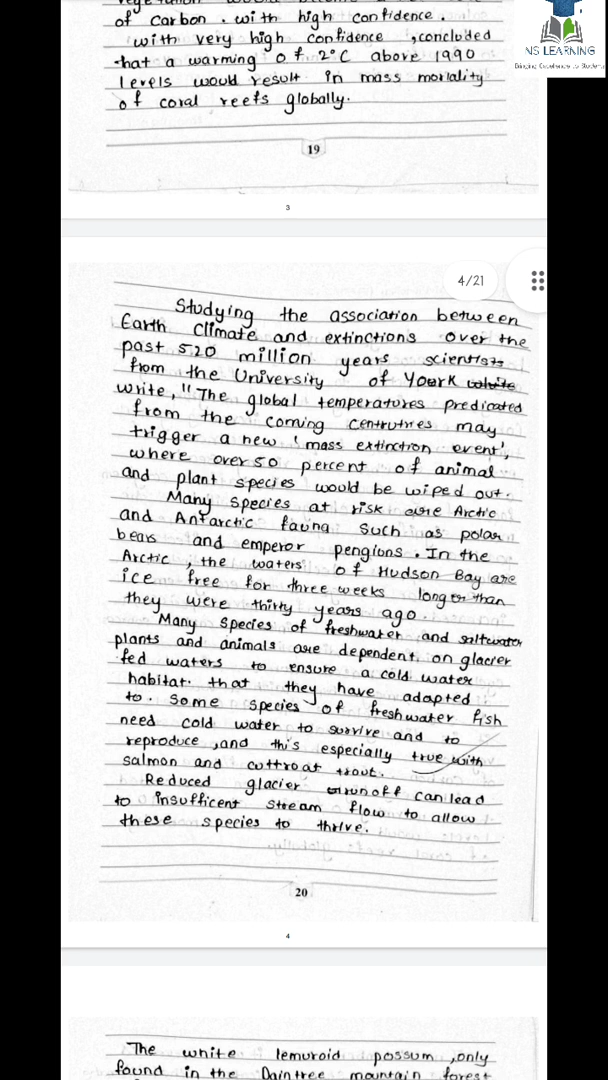 of carbon. with high confidence.
NS LEARNING
Bringing Excellence to Students
with very high confidence ,concluded
that a warming of 2°C above 1990
levels would result in mass mortality
of coral reefs globally.
19
3
4/21
Studying the association between
Earth climate and extinctions over the
past 520 million years scientists
from the University of York
write, "The global temperatures predicated
from the coming centrutries may
trigger a new 'mass extinction event',
where over 50 percent of animal
and plant species would be wiped out.
Many species at risk are Arctic
and Antarctic fauna such as polar
bears and emperor pengions. In the
Arctic, the waters of Hudson Bay are
ice free for three weeks longer than
they were thirty years ago.
Many species of freshwater and saltwater
plants and animals are dependent on glacier
fed waters to ensure a cold water
habitat. that they have adapted
to. Some species of freshwater fish
need cold water to survive and to
reproduce ,and this especially true with
salmon and cuttroat trout.
Reduced glacier runoff can lead
to insufficient stream flow to allow
these species to thrive.
20
4
The white lemuroid possum ,only
found in the Daintree mountain forest